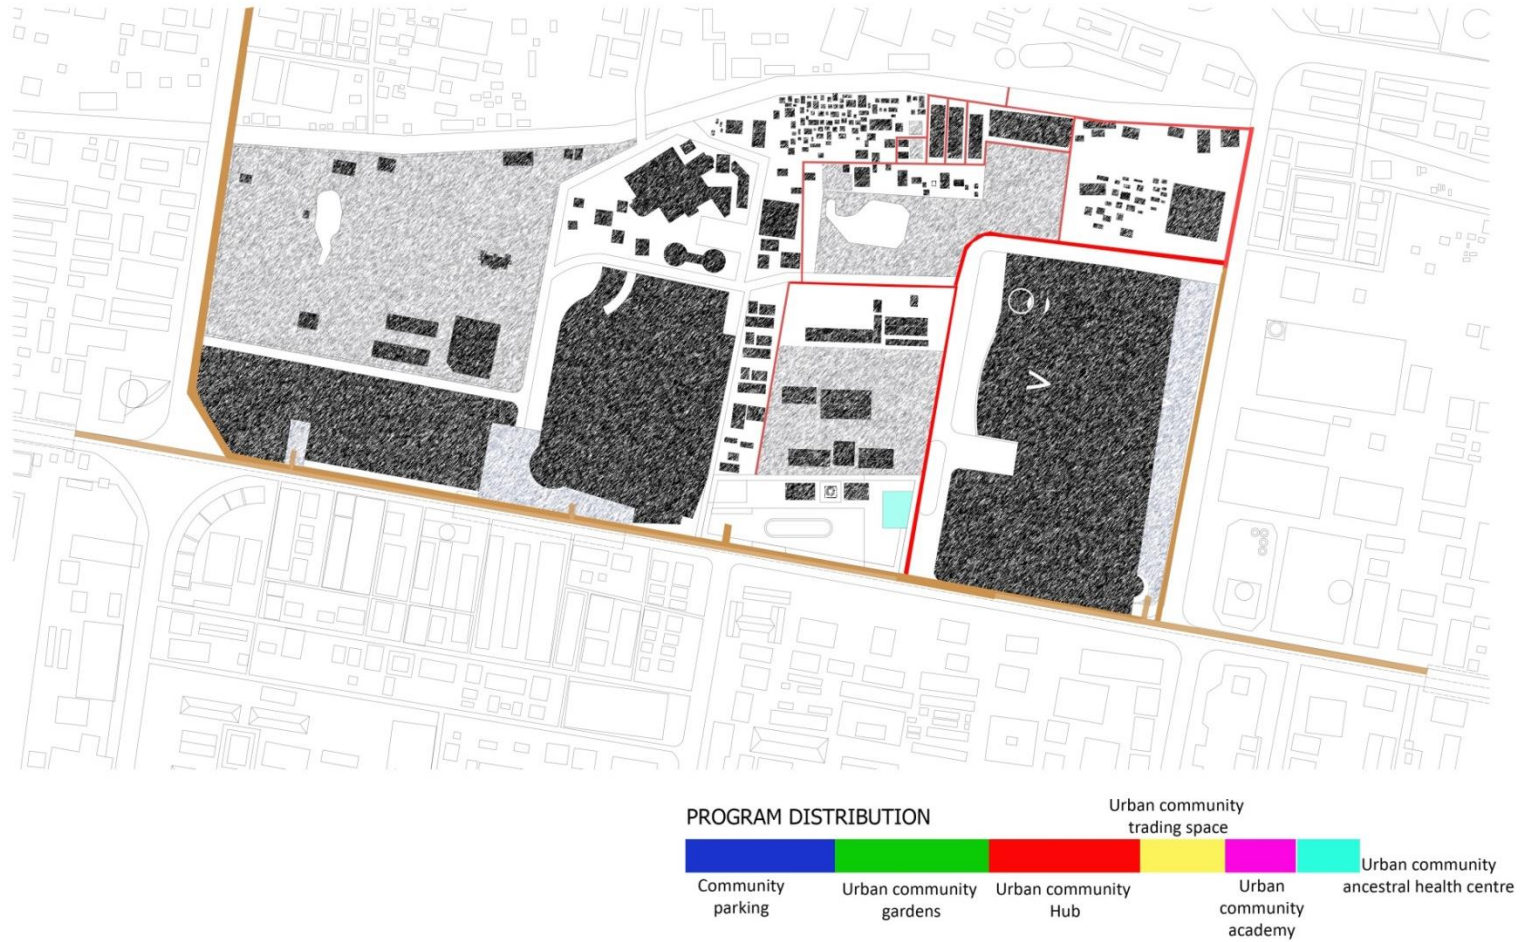 Urban community
trading space
PROGRAM DISTRIBUTION
Community
parking
Urban community
gardens
Urban community
Hub
Urban
community
academy
Urban community
ancestral health centre